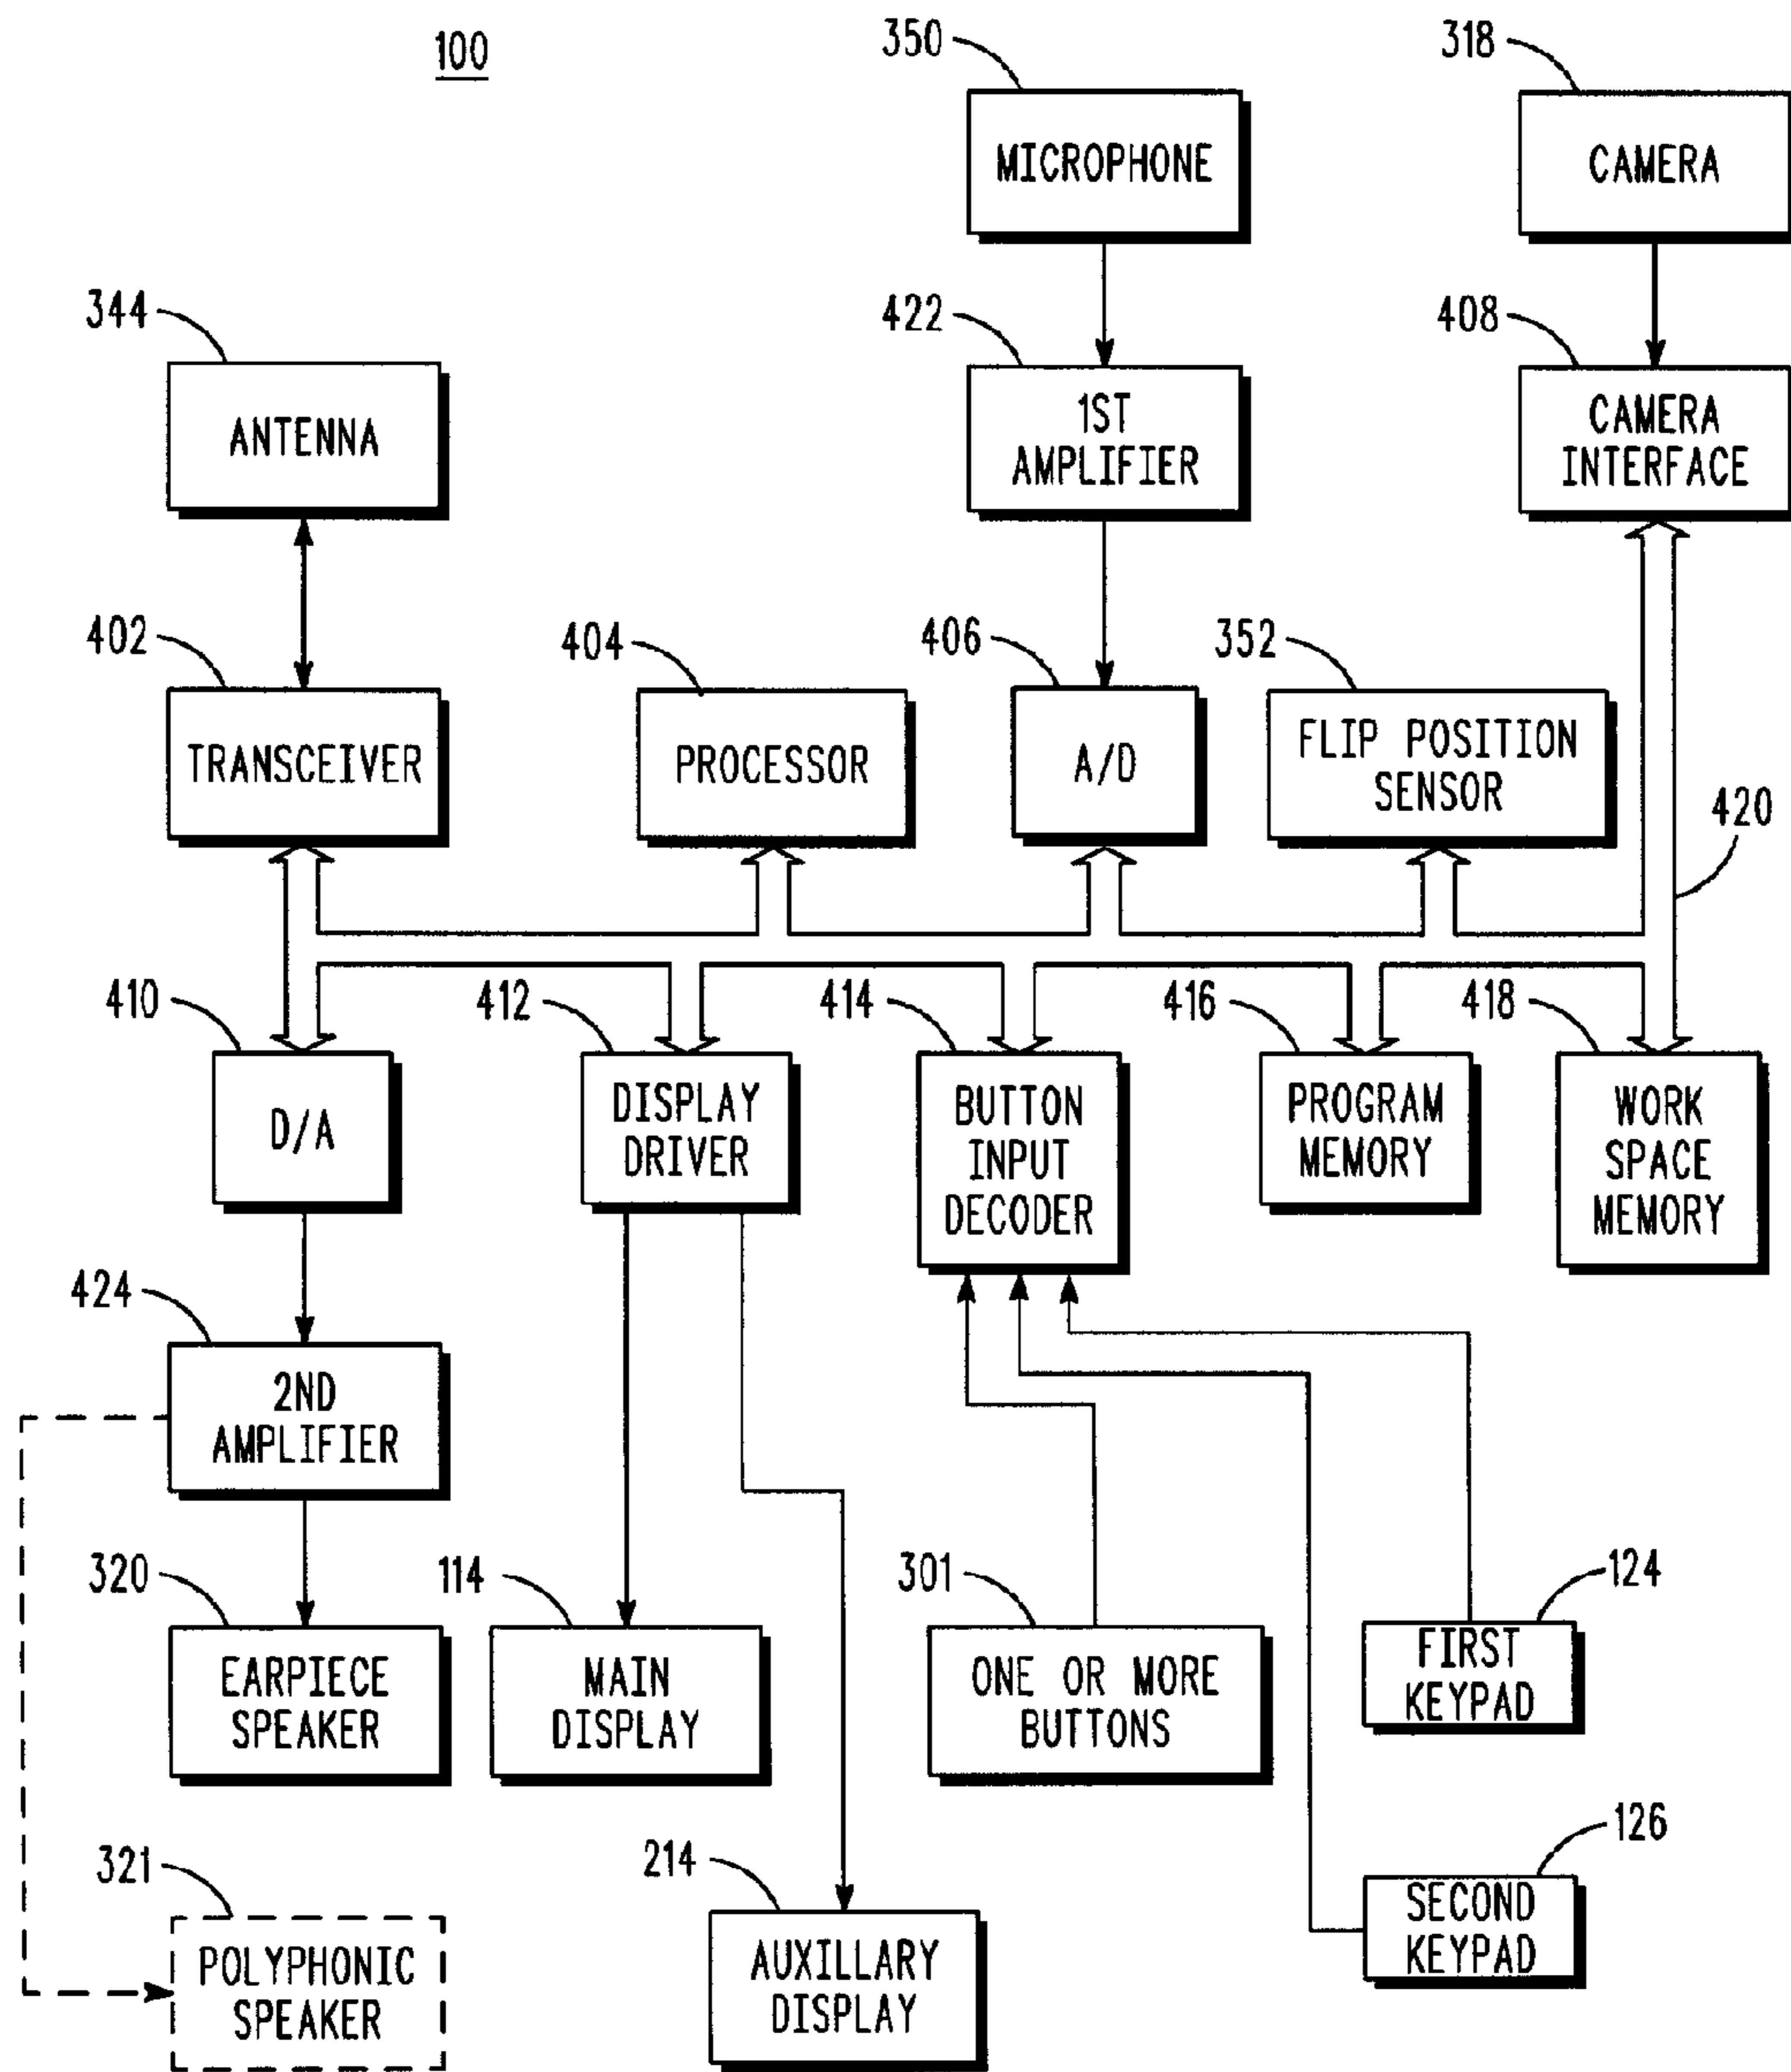 100
350
318
MICROPHONE
CAMERA
344
422
408
ANTENNA
1ST
AMPLIFIER
CAMERA
INTERFACE
402
404
406
352
TRANSCEIVER
PROCESSOR
A/D
FLIP POSITION
SENSOR
420
410
412
414
416
418
D/A
DISPLAY
DRIVER
BUTTON
INPUT
DECODER
PROGRAM
MEMORY
WORK
SPACE
MEMORY
424
2ND
AMPLIFIER
320
114
301
124
EARPIECE
SPEAKER
MAIN
DISPLAY
ONE OR MORE
BUTTONS
FIRST
KEYPAD
321
214
126
POLYPHONIC
SPEAKER
AUXILLARY
DISPLAY
SECOND
KEYPAD